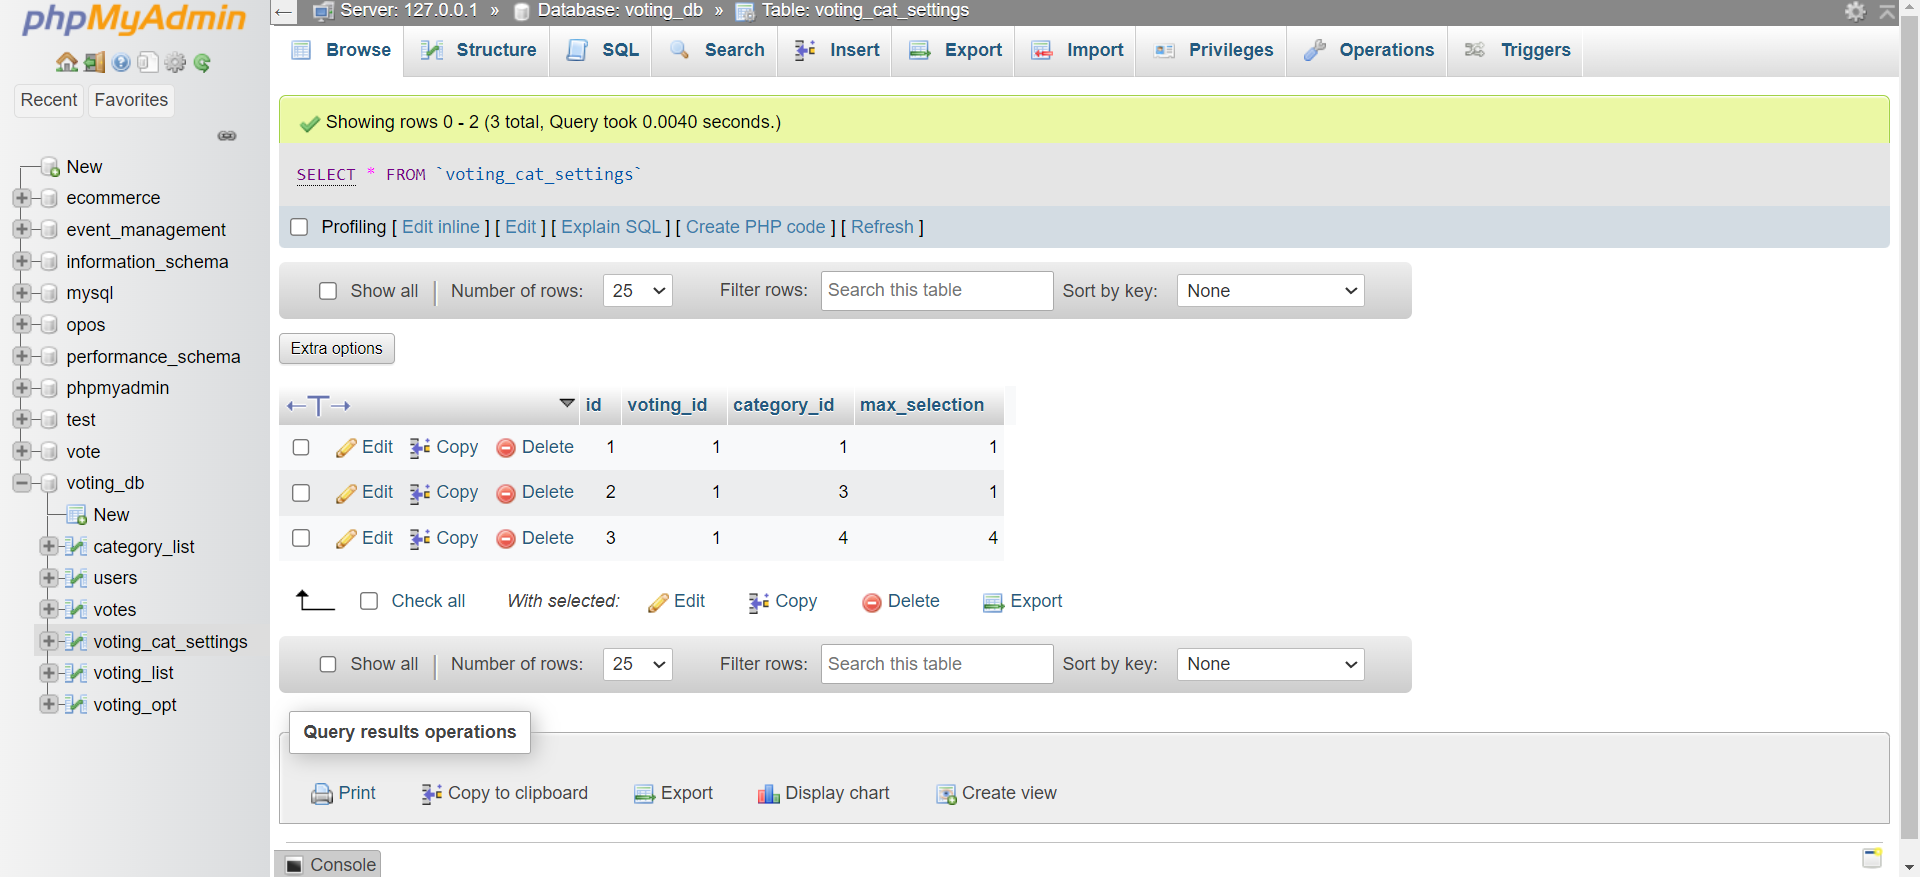 phpMyAdmin
Recent
Favorites
New
ecommerce
event_management
information_schema
mysql
opos
performance_schema
phpmyadmin
test
vote
voting_db
New
category_list
users
votes
voting_cat_settings
voting_list
voting_opt
Server: 127.0.0.1 » Database: voting_db » Table: voting_cat_settings
Browse Structure SQL Search Insert Export Import Privileges Operations Triggers
Showing rows 0 - 2 (3 total, Query took 0.0040 seconds.)
SELECT * FROM `voting_cat_settings`
Profiling [ Edit inline ] [ Edit ] [ Explain SQL ] [ Create PHP code ] [ Refresh ]
Show all | Number of rows: 25 Filter rows: Search this table Sort by key: None
Extra options
id voting_id category_id max_selection
Edit Copy Delete 1 1 1 1
Edit Copy Delete 2 1 3 1
Edit Copy Delete 3 1 4 4
Check all With selected: Edit Copy Delete Export
Show all | Number of rows: 25 Filter rows: Search this table Sort by key: None
Query results operations
Print Copy to clipboard Export Display chart Create view
Console